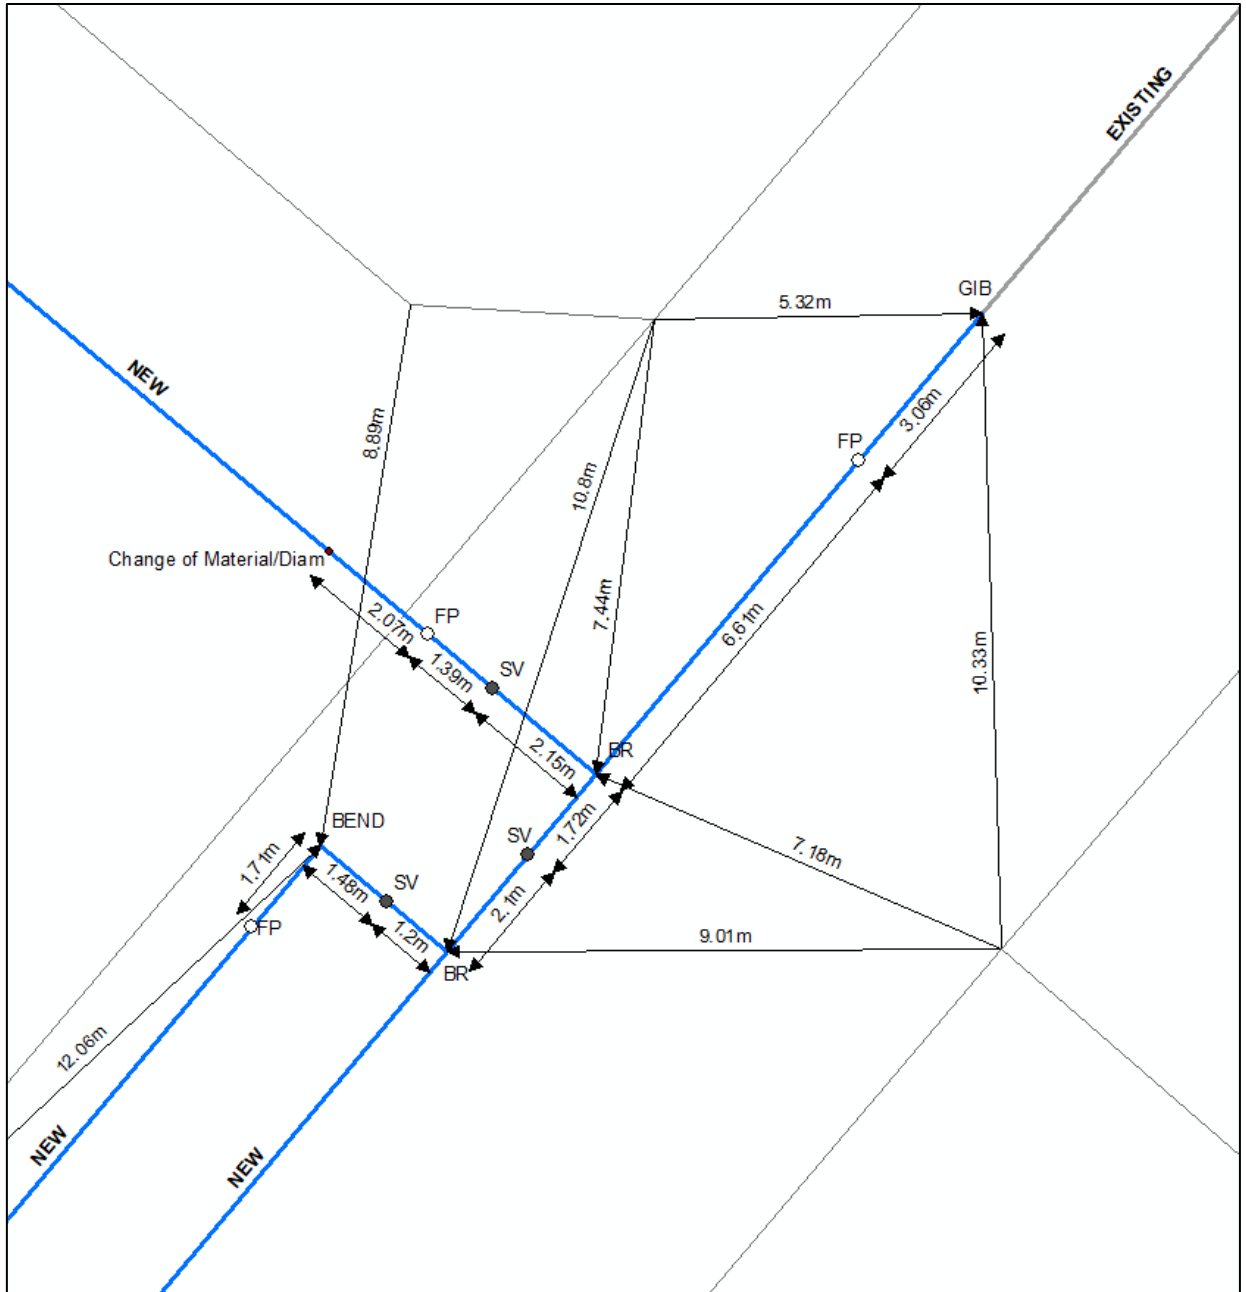 EXISTING
GIB
5.32m
NEW
8.89m
3.06m
FP
10.8m
Change of Material/Diam
7.44m
FP
2.07m
6.61m
SV
1.39m
10.33m
BR
2.15m
BEND
SV
1.72m
7.18m
1.71m
1.48m
SV
2.1m
FP
1.2m
9.01m
BR
12.06m
NEW
NEW